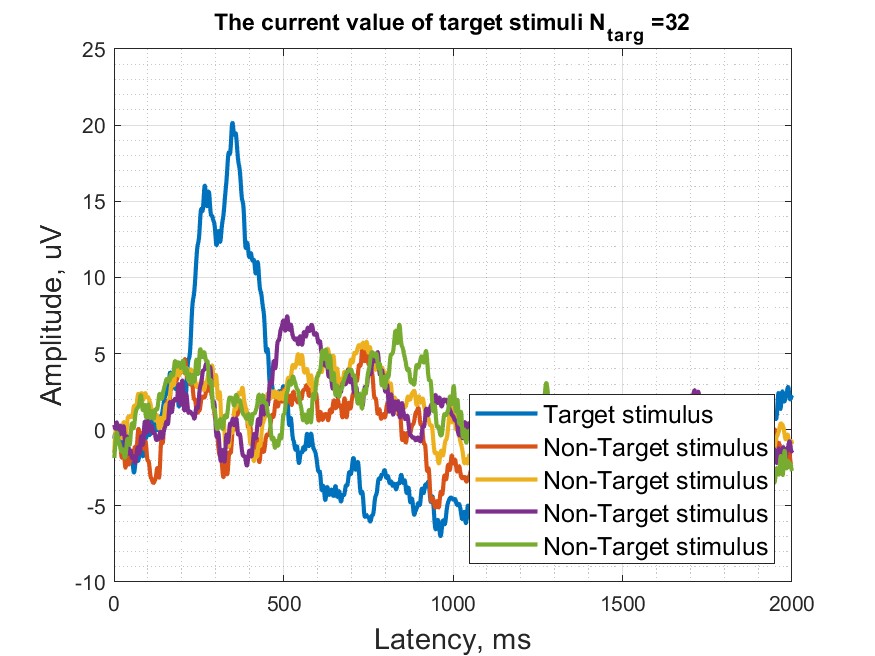 The current value of target stimuli N_targ =32
25
20
15
10
5
0
-5
-10
Amplitude, uV
Target stimulus
Non-Target stimulus
Non-Target stimulus
Non-Target stimulus
Non-Target stimulus
0 500 1000 1500 2000
Latency, ms